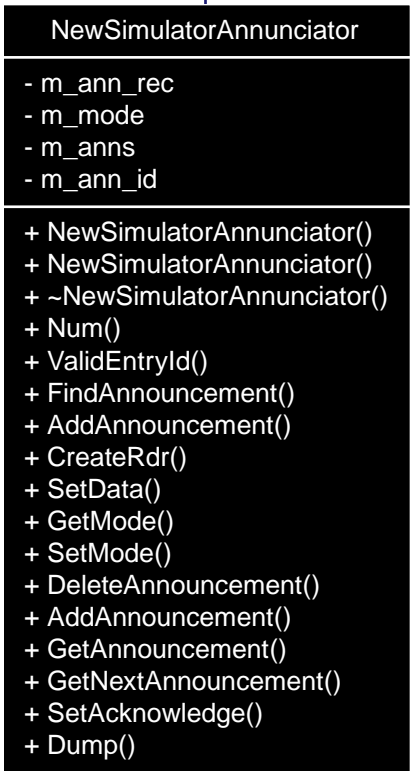 NewSimulatorAnnunciator
- m_ann_rec
- m_mode
- m_anns
- m_ann_id
+ NewSimulatorAnnunciator()
+ NewSimulatorAnnunciator()
+ ~NewSimulatorAnnunciator()
+ Num()
+ ValidEntryId()
+ FindAnnouncement()
+ AddAnnouncement()
+ CreateRdr()
+ SetData()
+ GetMode()
+ SetMode()
+ DeleteAnnouncement()
+ AddAnnouncement()
+ GetAnnouncement()
+ GetNextAnnouncement()
+ SetAcknowledge()
+ Dump()